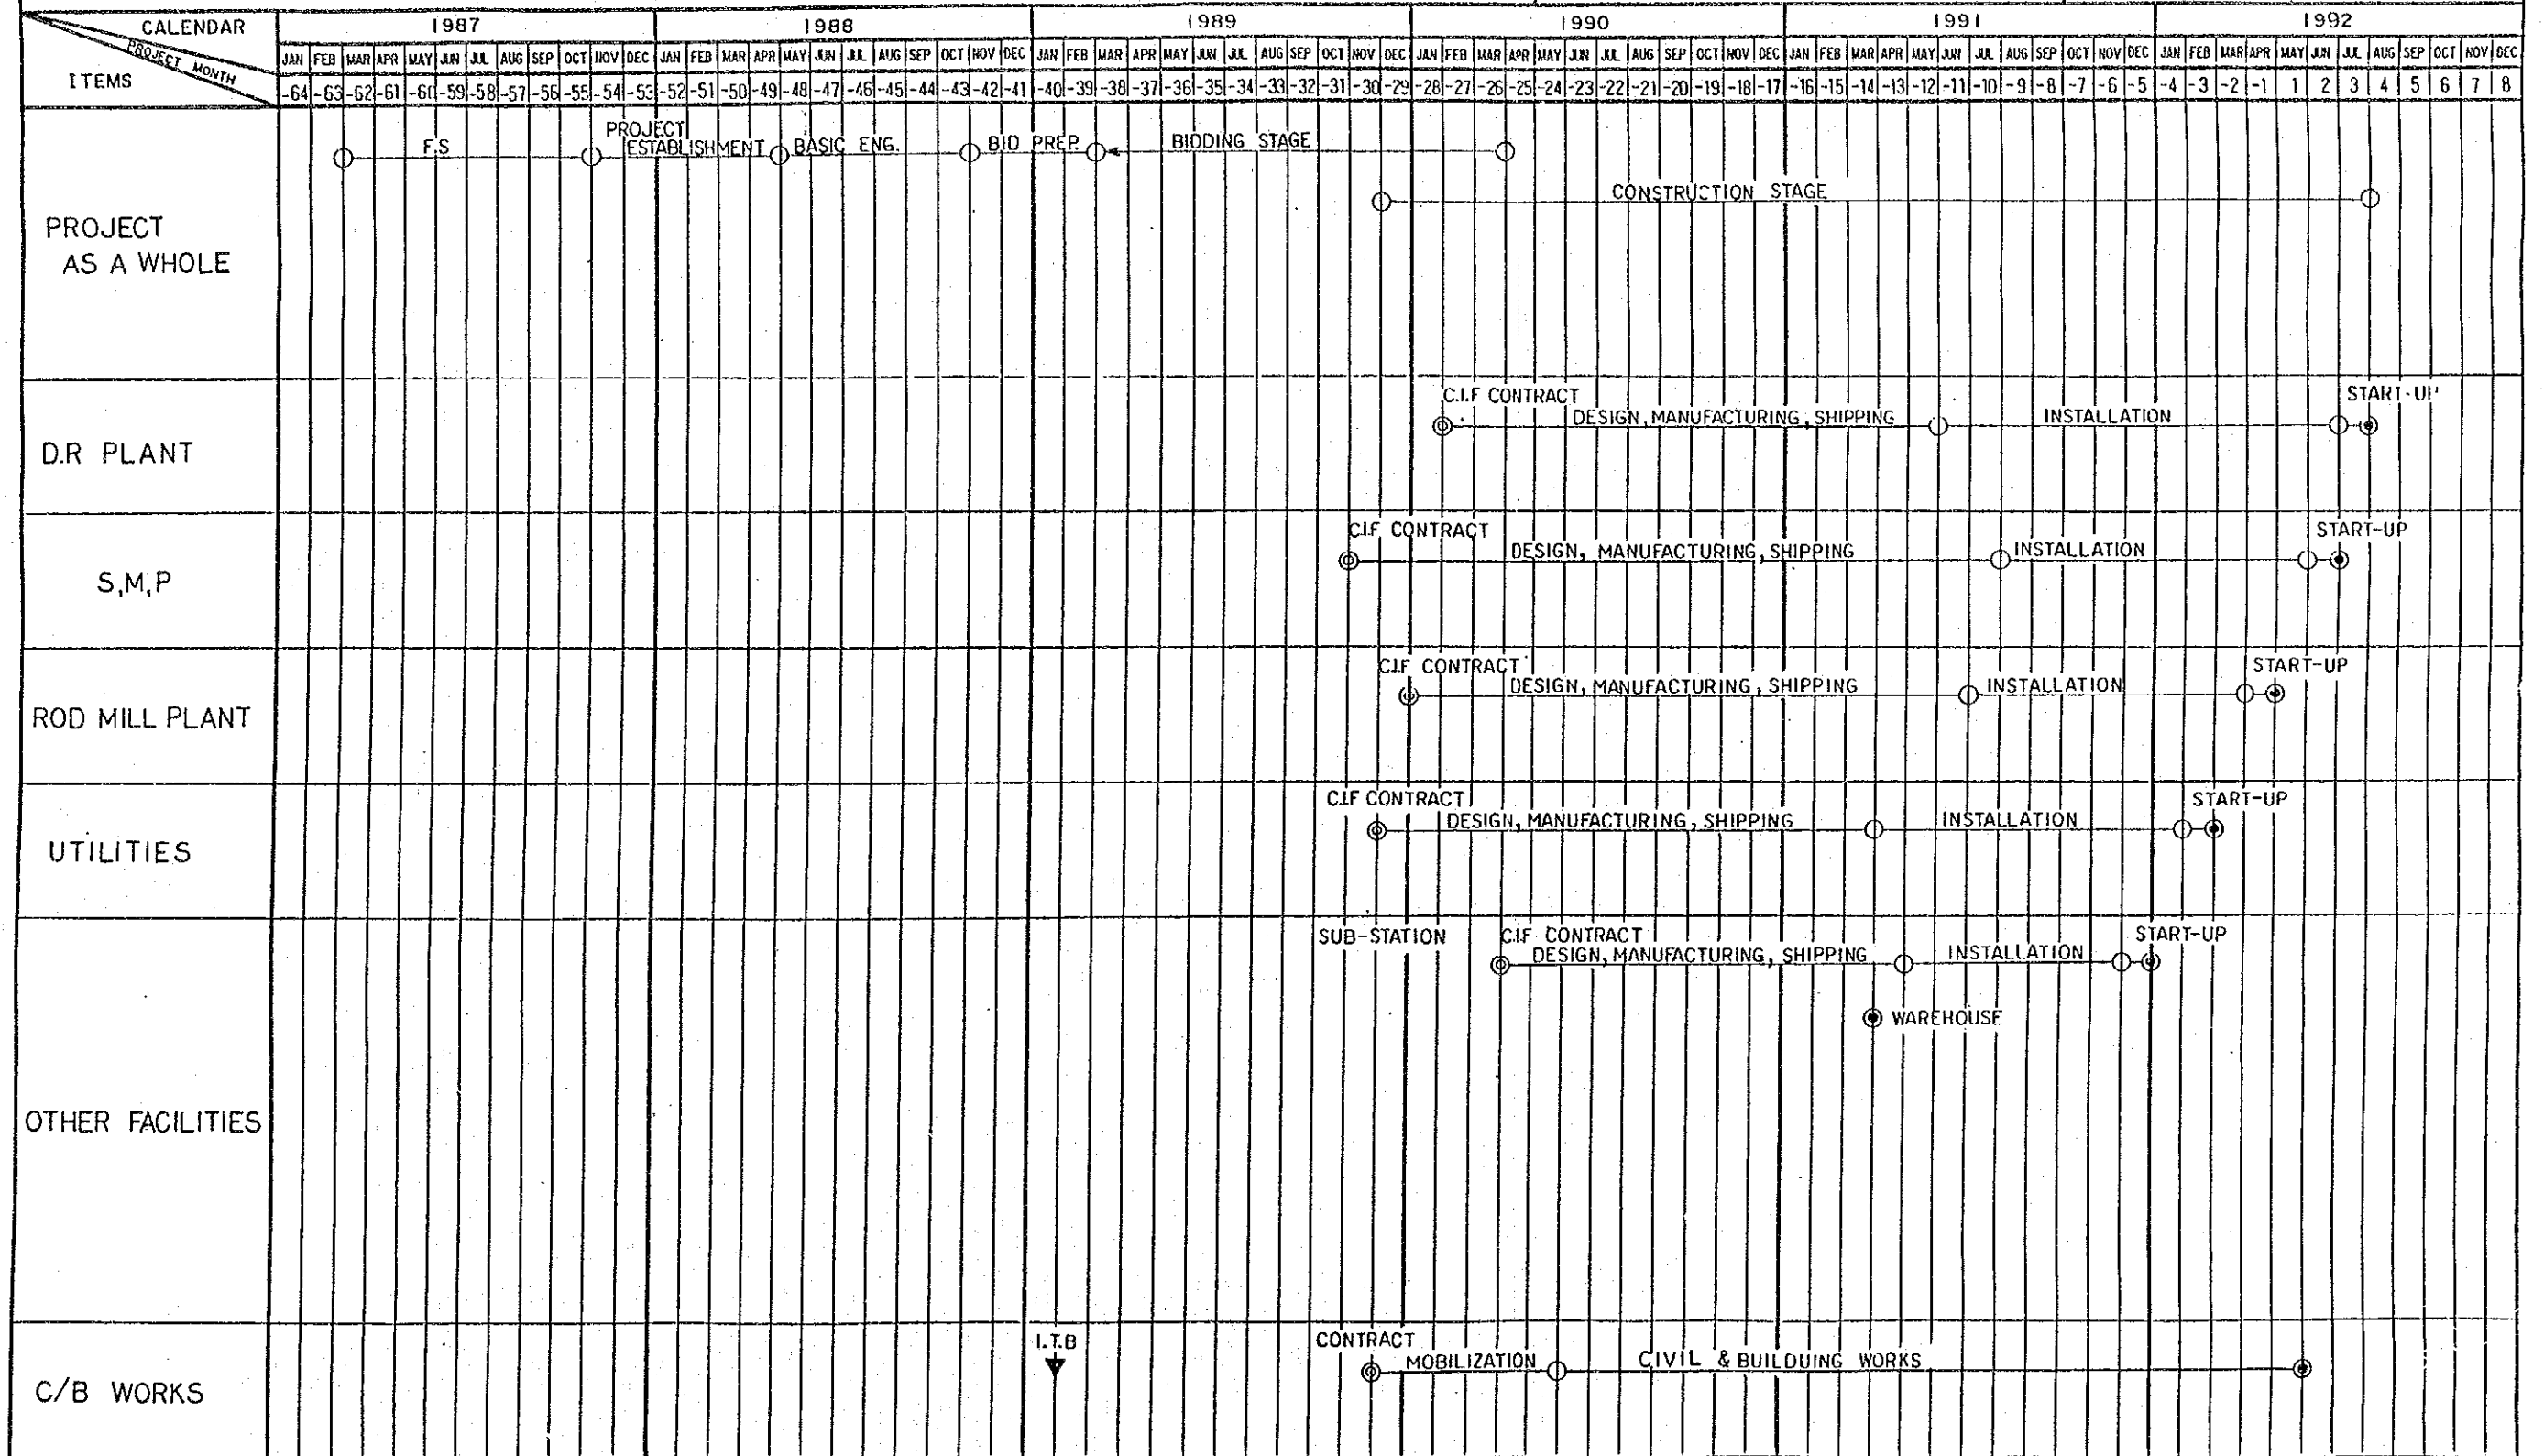 CALENDAR
PROJECT MONTH
ITEMS
1987 1988 1989 1990 1991 1992
JAN FEB MAR APR MAY JUN JUL AUG SEP OCT NOV DEC JAN FEB MAR APR MAY JUN JUL AUG SEP OCT NOV DEC JAN FEB MAR APR MAY JUN JUL AUG SEP OCT NOV DEC JAN FEB MAR APR MAY JUN JUL AUG SEP OCT NOV DEC JAN FEB MAR APR MAY JUN JUL AUG SEP OCT NOV DEC JAN FEB MAR APR MAY JUN JUL AUG SEP OCT NOV DEC
-64 -63 -62 -61 -60 -59 -58 -57 -56 -55 -54 -53 -52 -51 -50 -49 -48 -47 -46 -45 -44 -43 -42 -41 -40 -39 -38 -37 -36 -35 -34 -33 -32 -31 -30 -29 -28 -27 -26 -25 -24 -23 -22 -21 -20 -19 -18 -17 -16 -15 -14 -13 -12 -11 -10 -9 -8 -7 -6 -5 -4 -3 -2 -1 1 2 3 4 5 6 7 8
PROJECT
AS A WHOLE
F.S
PROJECT
ESTABLISHMENT
BASIC ENG.
BID PREP.
BIDDING STAGE
CONSTRUCTION STAGE
D.R PLANT
C.I.F CONTRACT
DESIGN, MANUFACTURING, SHIPPING
INSTALLATION
START-UP
S,M,P
C.I.F CONTRACT
DESIGN, MANUFACTURING, SHIPPING
INSTALLATION
START-UP
ROD MILL PLANT
C.I.F CONTRACT
DESIGN, MANUFACTURING, SHIPPING
INSTALLATION
START-UP
UTILITIES
C.I.F CONTRACT
DESIGN, MANUFACTURING, SHIPPING
INSTALLATION
START-UP
OTHER FACILITIES
SUB-STATION
C.I.F CONTRACT
DESIGN, MANUFACTURING, SHIPPING
INSTALLATION
START-UP
WAREHOUSE
C/B WORKS
I.T.B
CONTRACT
MOBILIZATION
CIVIL & BUILDUING WORKS